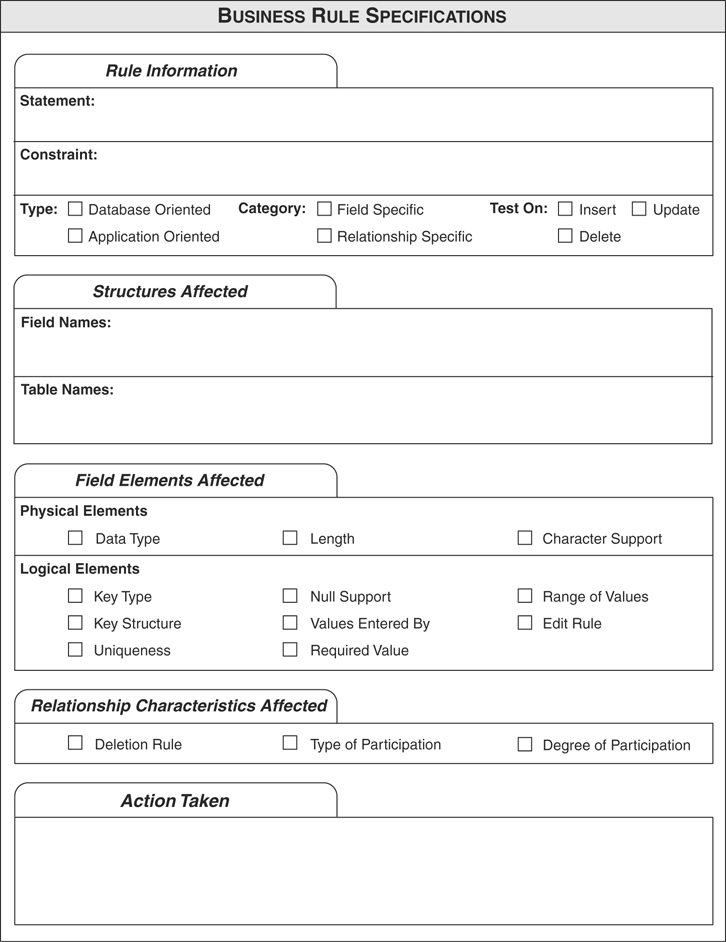 BUSINESS RULE SPECIFICATIONS
Rule Information
Statement:
Constraint:
Type: Database Oriented Category: Field Specific Test On: Insert Update
Application Oriented Relationship Specific Delete
Structures Affected
Field Names:
Table Names:
Field Elements Affected
Physical Elements
Data Type Length Character Support
Logical Elements
Key Type Null Support Range of Values
Key Structure Values Entered By Edit Rule
Uniqueness Required Value
Relationship Characteristics Affected
Deletion Rule Type of Participation Degree of Participation
Action Taken